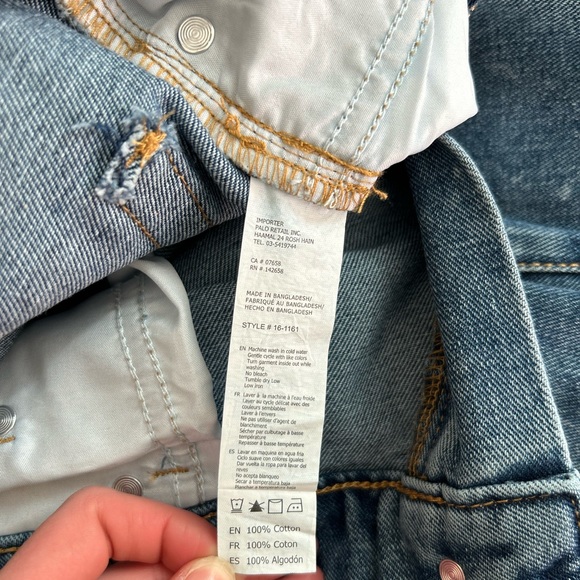 IMPORTER
PALO RETAIL INC.
HAAMAL 24 ROSH HAIN
TEL. 03-5419744
CA # 07658
RN # 142658
MADE IN BANGLADESH/
FABRIQUÉ AU BANGLADESH/
HECHO EN BANGLADESH
STYLE # 16-1161
EN Machine wash in cold water
Gentle cycle with like colors
Turn garment inside out while
washing
No bleach
Tumble dry Low
Low iron
FR Laver à la machine à l'eau froide
Laver au cycle délicat avec des
couleurs semblables
Laver à l'envers
Ne pas utiliser d'agent de
blanchiment
Sécher par culbutage à basse
température
Repasser à basse température
ES Lavar en maquina en agua fria
Ciclo suave con colores iguales
Dar vuelta la ropa para lavar del
reves
No acepta blanqueo
Secar a temperatura baja
Planchar a temperatura baja
EN 100% Cotton
FR 100% Coton
ES 100% Algodón